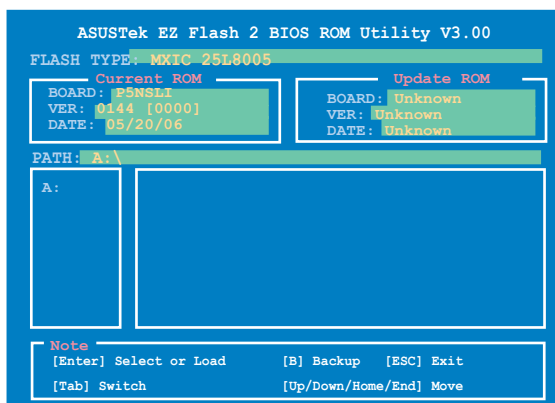 ASUSTek EZ Flash 2 BIOS ROM Utility V3.00
FLASH TYPE: MXIC 25L8005
Current ROM
BOARD: P5NSLI
VER: 0144 [0000]
DATE: 05/20/06
Update ROM
BOARD: Unknown
VER: Unknown
DATE: Unknown
PATH: A:\
A:
Note
[Enter] Select or Load [B] Backup [ESC] Exit
[Tab] Switch [Up/Down/Home/End] Move